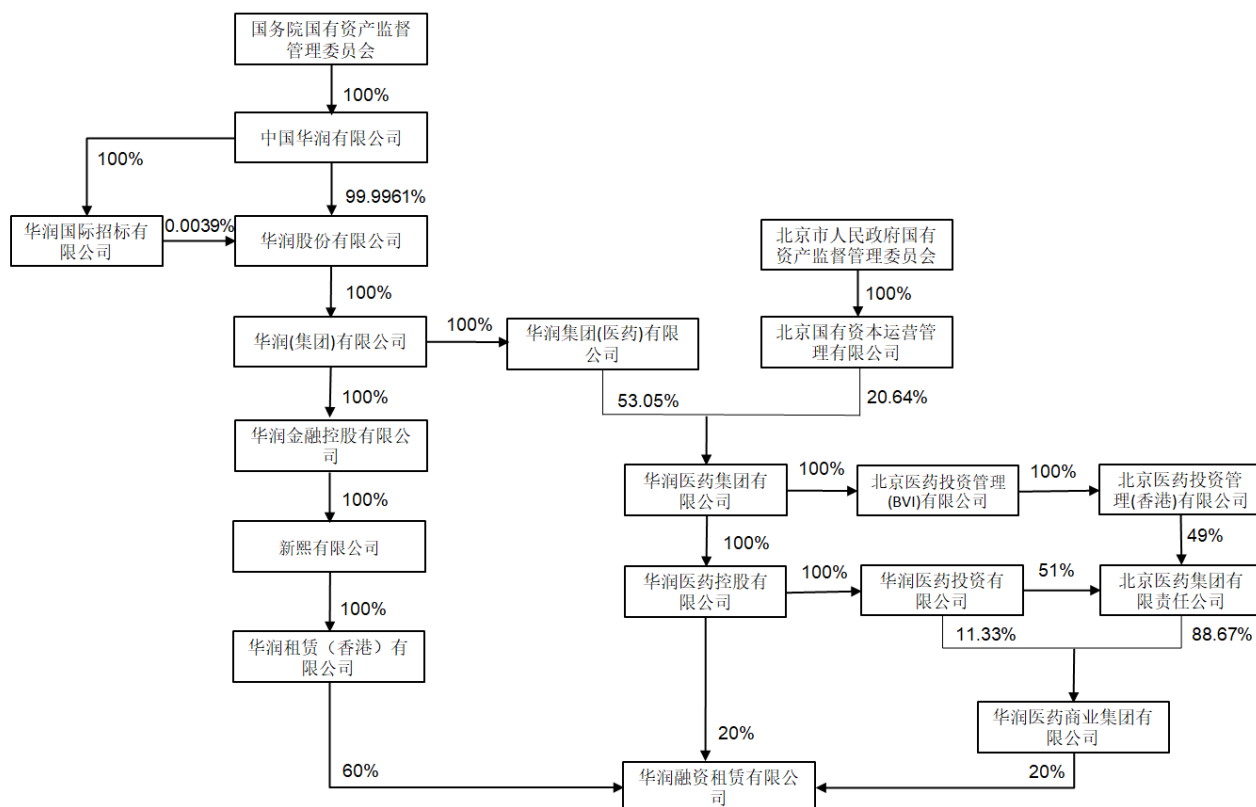 国务院国有资产监督
管理委员会
100%
中国华润有限公司
100%
99.9961%
华润国际招标有
限公司
0.0039%
华润股份有限公司
北京市人民政府国有
资产监督管理委员会
100%
100%
华润(集团)有限公司
100%
华润集团(医药)有限
公司
北京国有资本运营管
理有限公司
100%
53.05%
20.64%
华润金融控股有限公
司
华润医药集团有
限公司
100%
北京医药投资管理
(BVI)有限公司
100%
北京医药投资管
理(香港)有限公司
100%
100%
49%
新熙有限公司
华润医药控股有
限公司
100%
华润医药投资有
限公司
51%
北京医药集团有
限责任公司
100%
11.33%
88.67%
华润租赁（香港）有
限公司
华润医药商业集团有
限公司
20%
60%
华润融资租赁有限公
司
20%